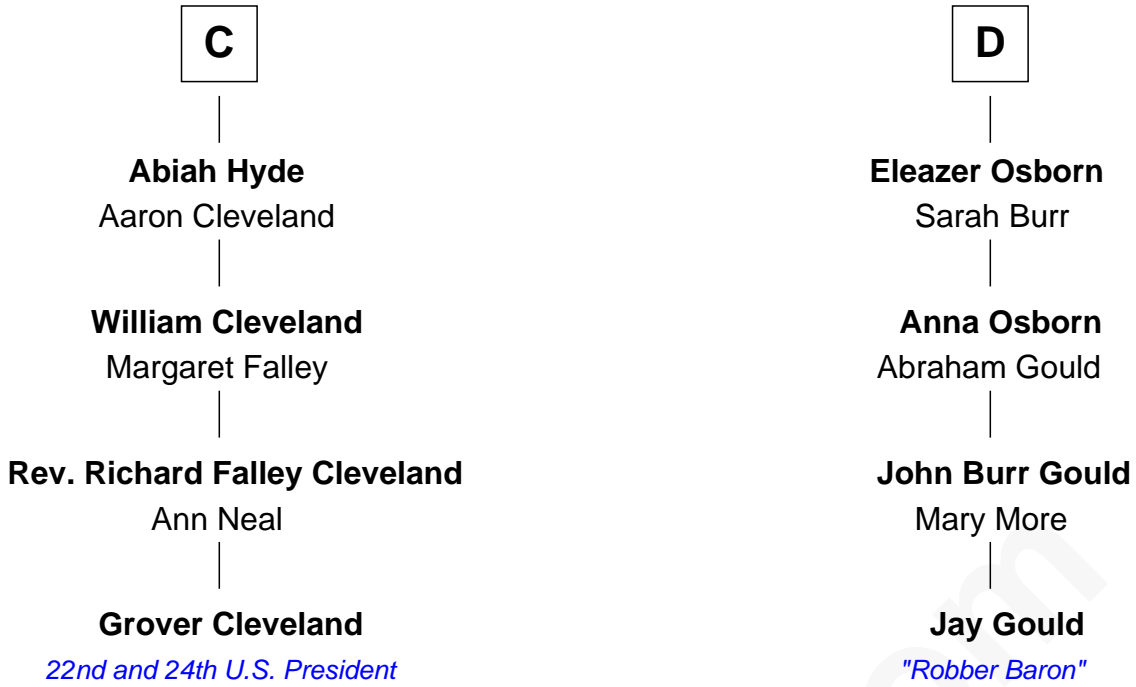 C
Abiah Hyde
Aaron Cleveland
William Cleveland
Margaret Falley
Rev. Richard Falley Cleveland
Ann Neal
Grover Cleveland
22nd and 24th U.S. President
D
Eleazer Osborn
Sarah Burr
Anna Osborn
Abraham Gould
John Burr Gould
Mary More
Jay Gould
"Robber Baron"